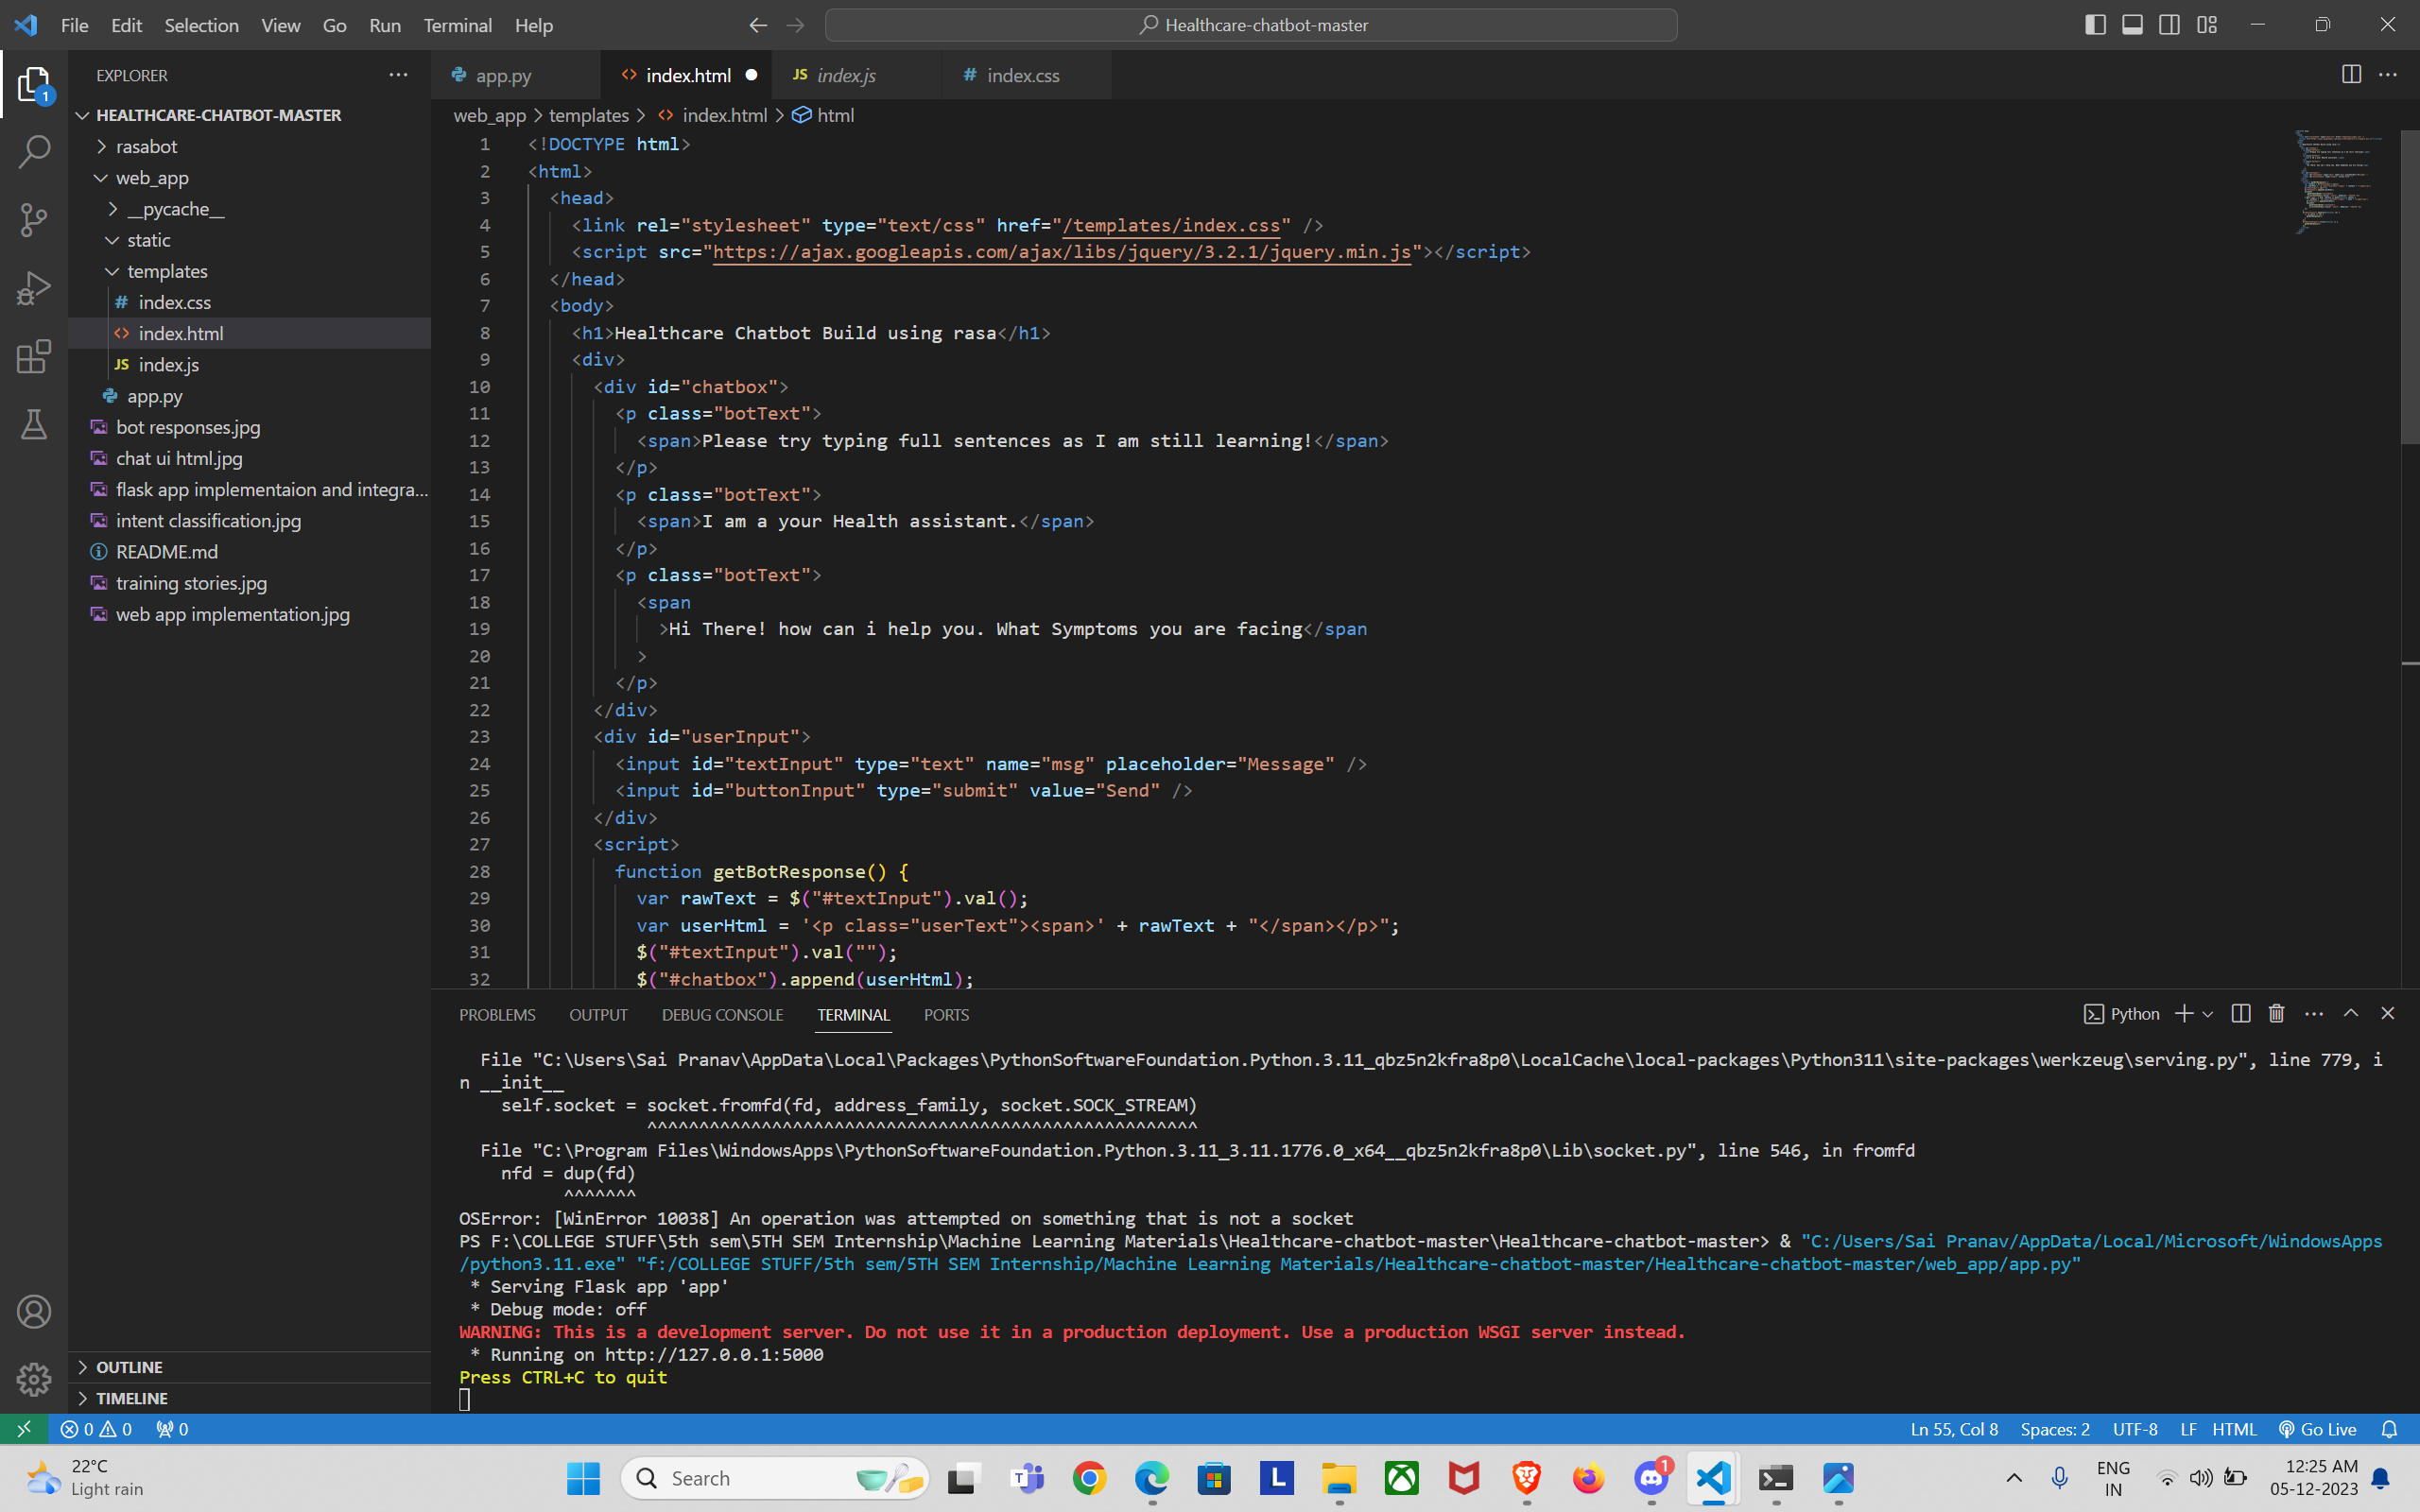 File Edit Selection View Go Run Terminal Help
Healthcare-chatbot-master
EXPLORER
1
HEALTHCARE-CHATBOT-MASTER
rasabot
web_app
__pycache__
static
templates
index.css
index.html
JS index.js
app.py
bot responses.jpg
chat ui html.jpg
flask app implementaion and integra...
intent classification.jpg
README.md
training stories.jpg
web app implementation.jpg
OUTLINE
TIMELINE
app.py index.html JS index.js # index.css
web_app > templates > index.html > html
1 <!DOCTYPE html>
2 <html>
3 <head>
4 <link rel="stylesheet" type="text/css" href="/templates/index.css" />
5 <script src="https://ajax.googleapis.com/ajax/libs/jquery/3.2.1/jquery.min.js"></script>
6 </head>
7 <body>
8 <h1>Healthcare Chatbot Build using rasa</h1>
9 <div>
10 <div id="chatbox">
11 <p class="botText">
12 <span>Please try typing full sentences as I am still learning!</span>
13 </p>
14 <p class="botText">
15 <span>I am a your Health assistant.</span>
16 </p>
17 <p class="botText">
18 <span
19 >Hi There! how can i help you. What Symptoms you are facing</span
20 >
21 </p>
22 </div>
23 <div id="userInput">
24 <input id="textInput" type="text" name="msg" placeholder="Message" />
25 <input id="buttonInput" type="submit" value="Send" />
26 </div>
27 <script>
28 function getBotResponse() {
29 var rawText = $("#textInput").val();
30 var userHtml = '<p class="userText"><span>' + rawText + "</span></p>";
31 $("#textInput").val("");
32 $("#chatbox").append(userHtml);
PROBLEMS OUTPUT DEBUG CONSOLE TERMINAL PORTS
Python
File "C:\Users\Sai Pranav\AppData\Local\Packages\PythonSoftwareFoundation.Python.3.11_qbz5n2kfra8p0\LocalCache\local-packages\Python311\site-packages\werkzeug\serving.py", line 779, i
n __init__
self.socket = socket.fromfd(fd, address_family, socket.SOCK_STREAM)
^^^^^^^^^^^^^^^^^^^^^^^^^^^^^^^^^^^^^^^^^^^^^^^^^^^^^
File "C:\Program Files\WindowsApps\PythonSoftwareFoundation.Python.3.11_3.11.1776.0_x64__qbz5n2kfra8p0\Lib\socket.py", line 546, in fromfd
nfd = dup(fd)
^^^^^^^
OSError: [WinError 10038] An operation was attempted on something that is not a socket
PS F:\COLLEGE STUFF\5th sem\5TH SEM Internship\Machine Learning Materials\Healthcare-chatbot-master\Healthcare-chatbot-master> & "C:/Users/Sai Pranav/AppData/Local/Microsoft/WindowsApps
/python3.11.exe" "f:/COLLEGE STUFF/5th sem/5TH SEM Internship/Machine Learning Materials/Healthcare-chatbot-master/Healthcare-chatbot-master/web_app/app.py"
* Serving Flask app 'app'
* Debug mode: off
WARNING: This is a development server. Do not use it in a production deployment. Use a production WSGI server instead.
* Running on http://127.0.0.1:5000
Press CTRL+C to quit
0 0 0 Ln 55, Col 8 Spaces: 2 UTF-8 LF HTML Go Live
22°C
Light rain
Search
1
ENG
IN
12:25 AM
05-12-2023